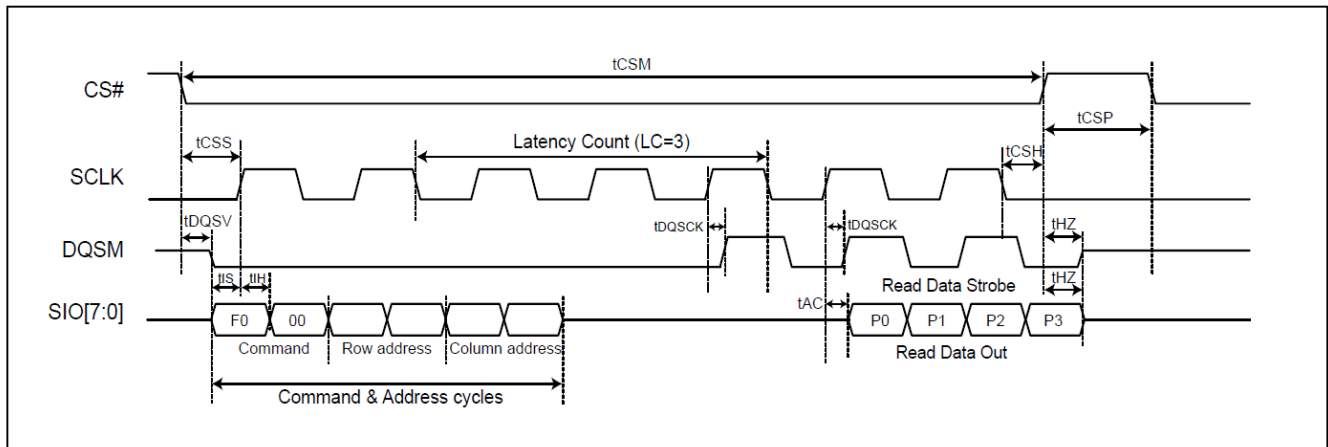 tCSM
CS#
tCSP
tCSS
Latency Count (LC=3)
tCSH
SCLK
tDQSV
tDQSCK
tDQSCK
tHZ
DQSM
tIS
tIH
Read Data Strobe
tHZ
tAC
SIO[7:0]
F0
00
P0
P1
P2
P3
Command
Row address
Column address
Read Data Out
Command & Address cycles